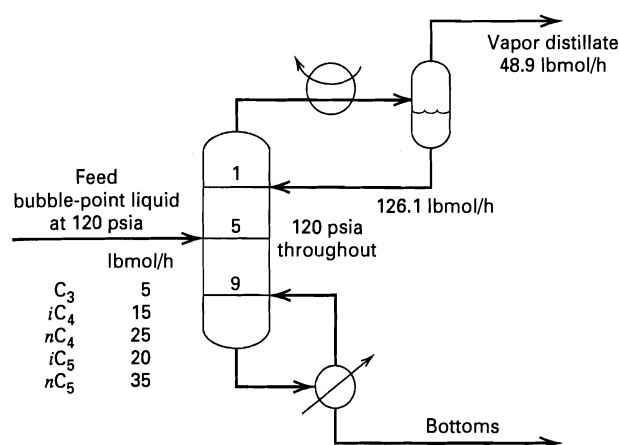 Vapor distillate
48.9 lbmol/h
1
Feed
bubble-point liquid
at 120 psia
126.1 lbmol/h
5
120 psia
throughout
lbmol/h
9
C₃ 5
iC₄ 15
nC₄ 25
iC₅ 20
nC₅ 35
Bottoms